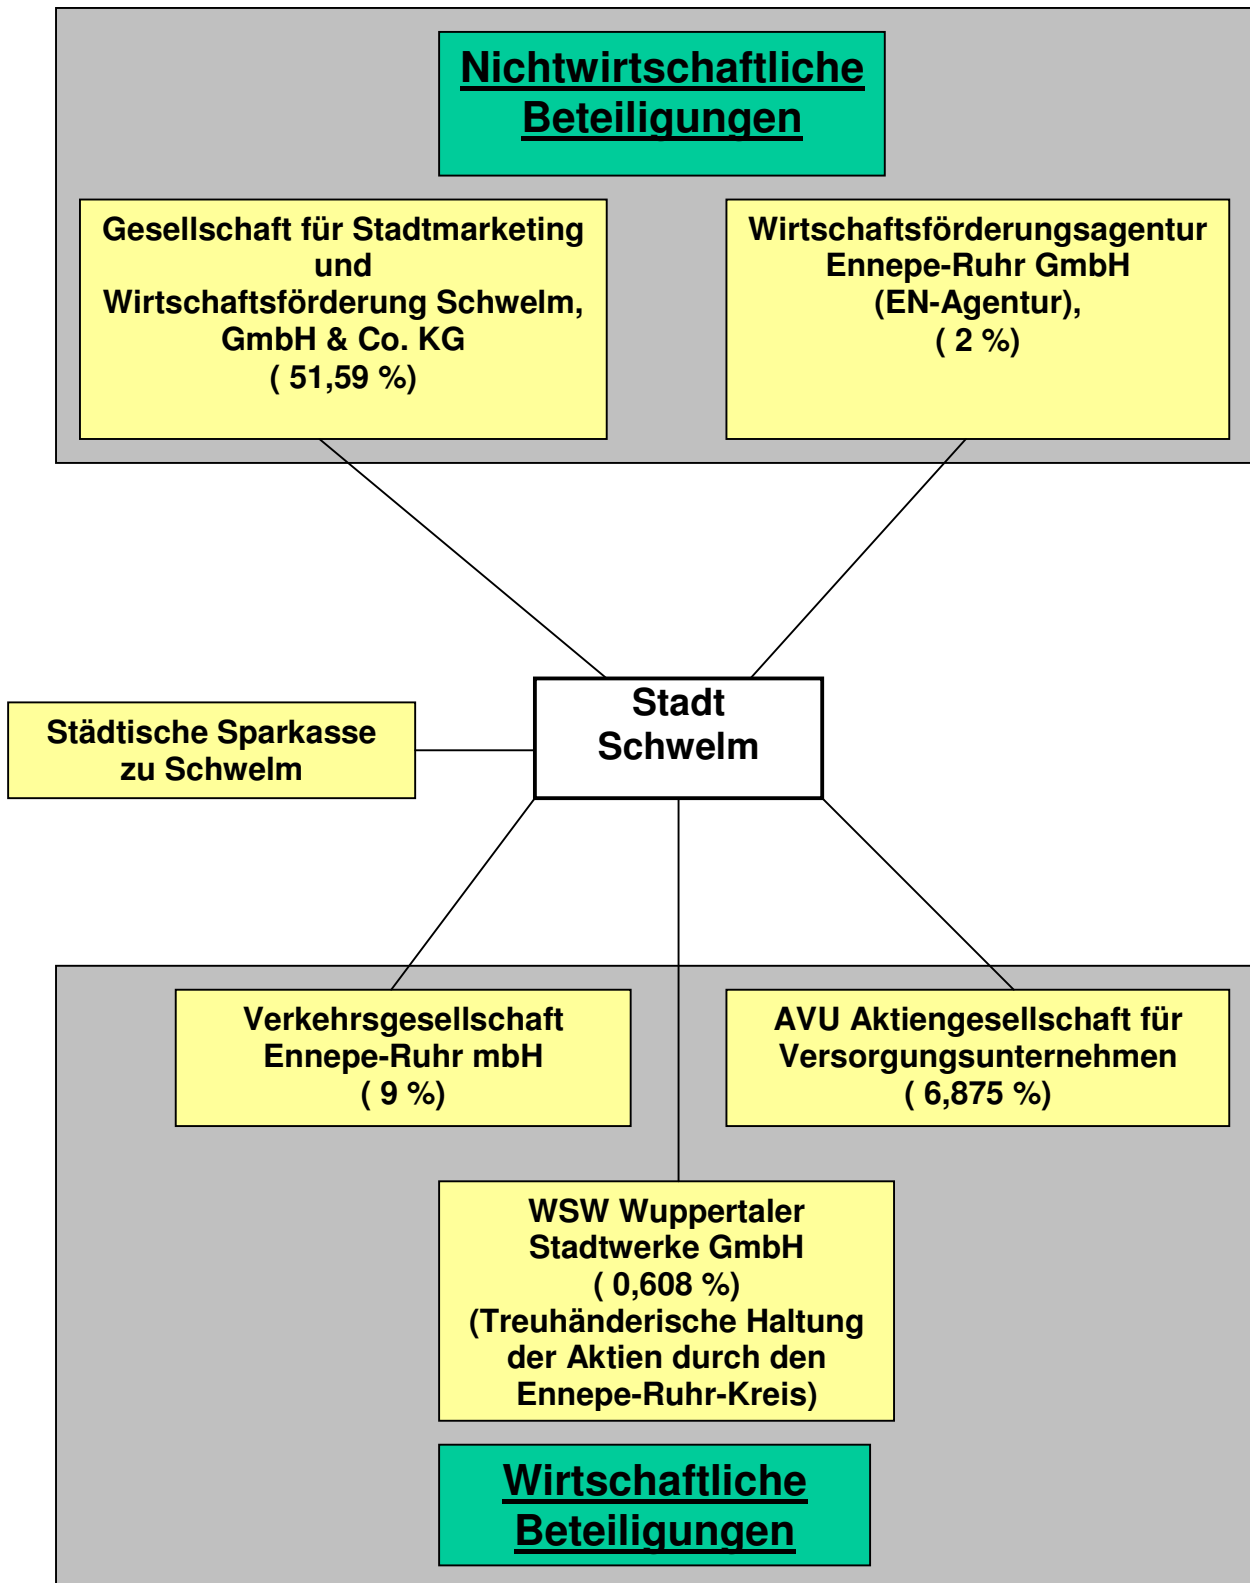 Nichtwirtschaftliche
Beteiligungen
Gesellschaft für Stadtmarketing
und
Wirtschaftsförderung Schwelm,
GmbH & Co. KG
( 51,59 %)
Wirtschaftsförderungsagentur
Ennepe-Ruhr GmbH
(EN-Agentur),
( 2 %)
Stadt
Schwelm
Städtische Sparkasse
zu Schwelm
Verkehrsgesellschaft
Ennepe-Ruhr mbH
( 9 %)
AVU Aktiengesellschaft für
Versorgungsunternehmen
( 6,875 %)
WSW Wuppertaler
Stadtwerke GmbH
( 0,608 %)
(Treuhänderische Haltung
der Aktien durch den
Ennepe-Ruhr-Kreis)
Wirtschaftliche
Beteiligungen